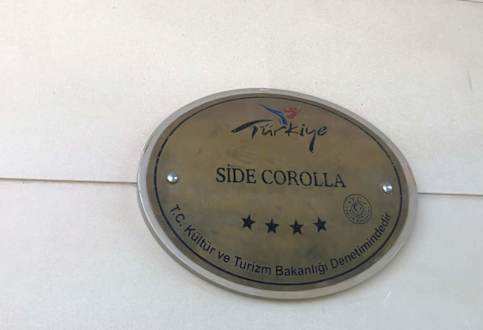 Türkiye
SİDE COROLLA
T.C. Kültür ve Turizm Bakanlığı Denetimindedir